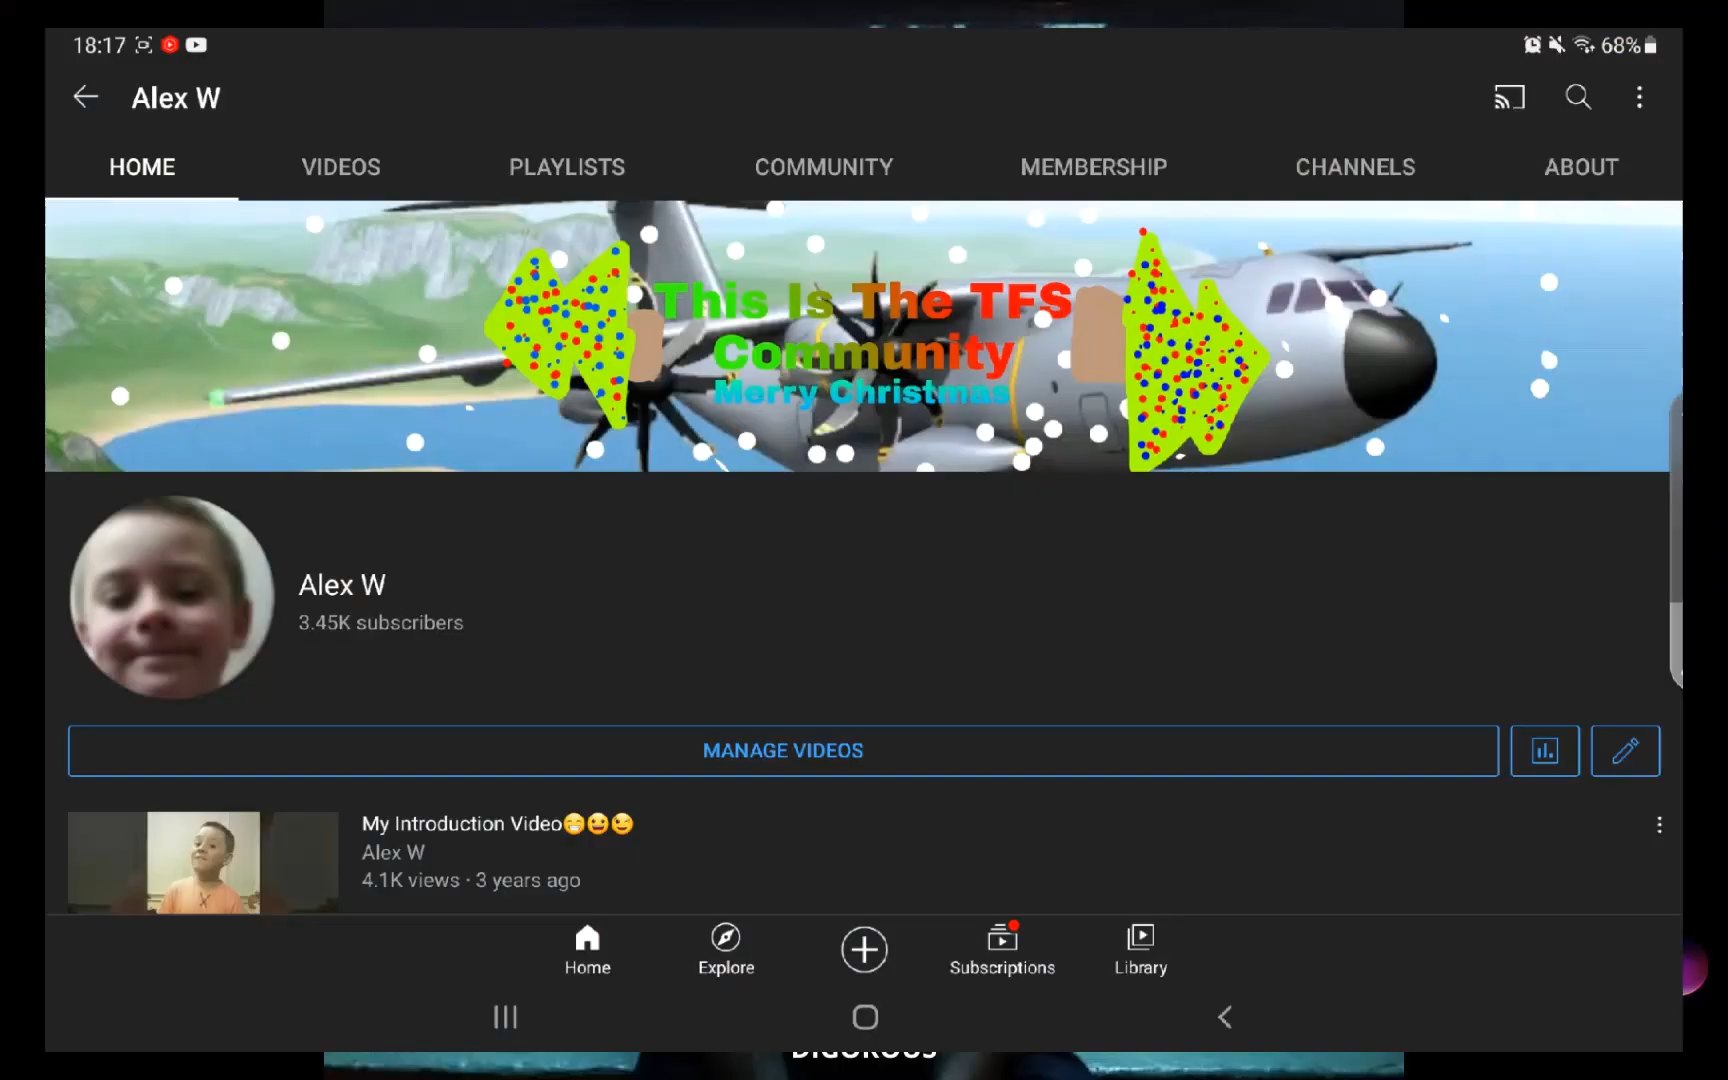 18:17
68%
Alex W
HOME VIDEOS PLAYLISTS COMMUNITY MEMBERSHIP CHANNELS ABOUT
This Is The TFS
Community
Merry Christmas
Alex W
3.45K subscribers
MANAGE VIDEOS
My Introduction Video😁😀😉
Alex W
4.1K views · 3 years ago
Home Explore Subscriptions Library